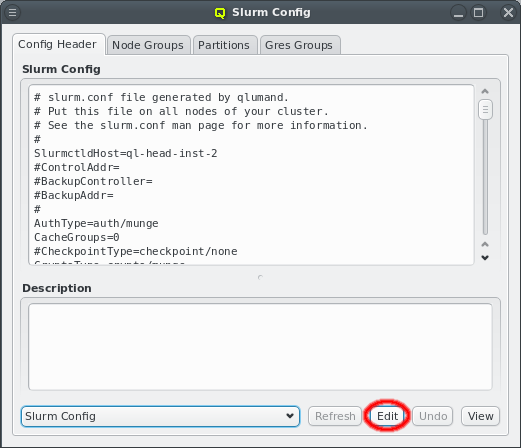 Slurm Config
Config Header
Node Groups
Partitions
Gres Groups
Slurm Config
# slurm.conf file generated by qlumand.
# Put this file on all nodes of your cluster.
# See the slurm.conf man page for more information.
#
SlurmctldHost=ql-head-inst-2
#ControlAddr=
#BackupController=
#BackupAddr=
#
AuthType=auth/munge
CacheGroups=0
#CheckpointType=checkpoint/none
CryptoType=crypto/munge
Description
Slurm Config
Refresh
Edit
Undo
View